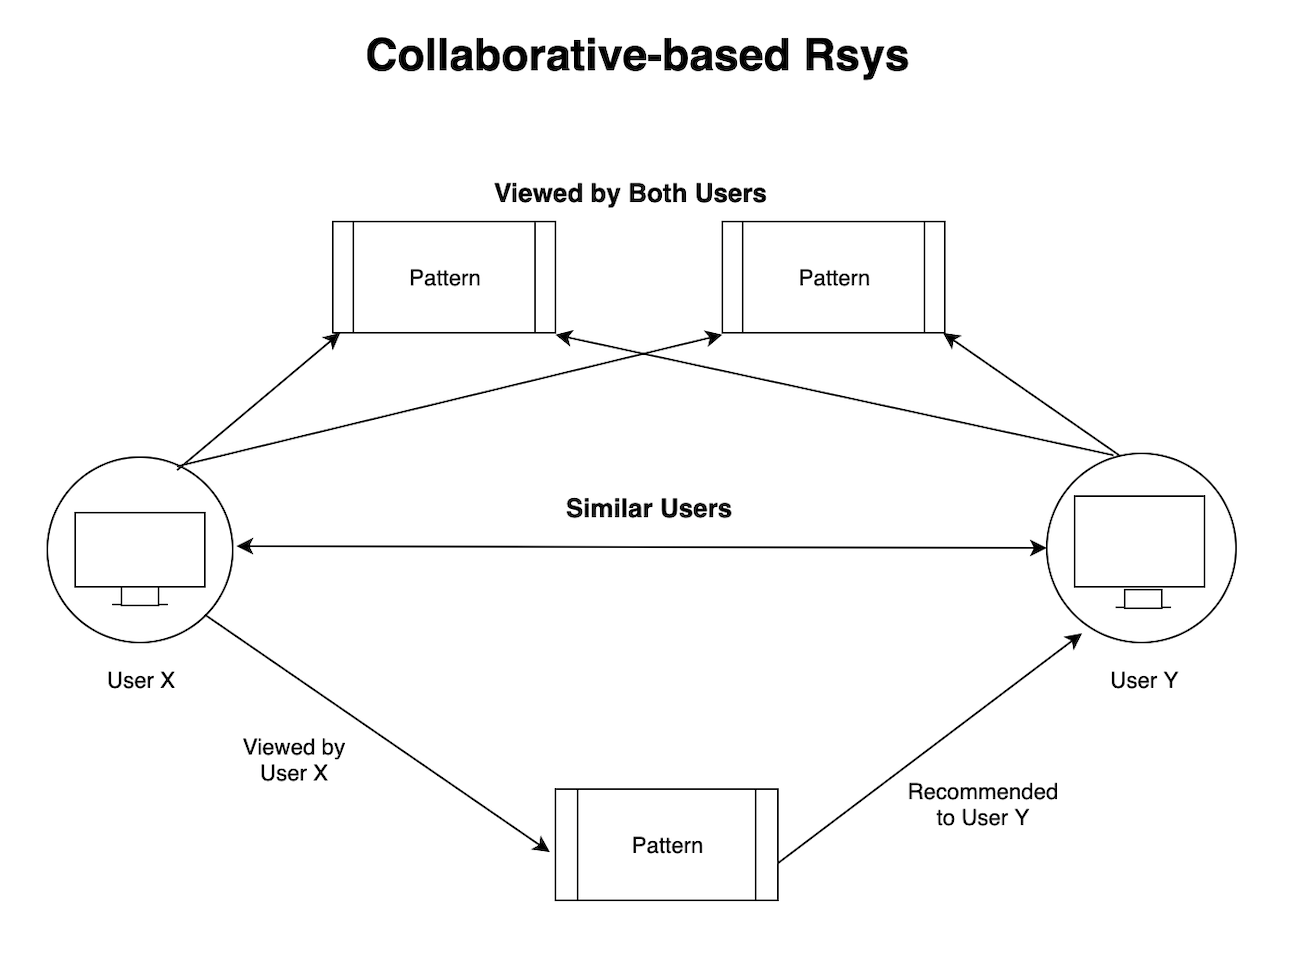 Collaborative-based Rsys
Viewed by Both Users
Pattern
Pattern
Similar Users
User X
User Y
Viewed by
User X
Recommended
to User Y
Pattern